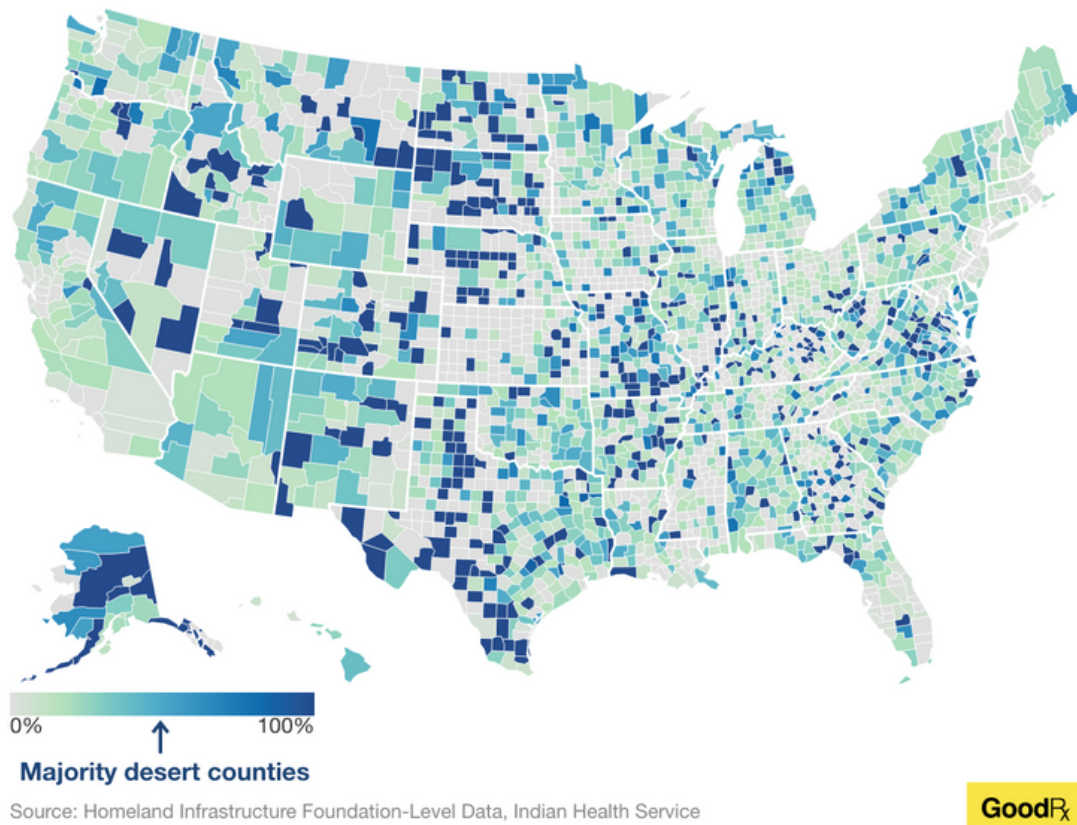 0% 100%
Majority desert counties
Source: Homeland Infrastructure Foundation-Level Data, Indian Health Service
GoodRx